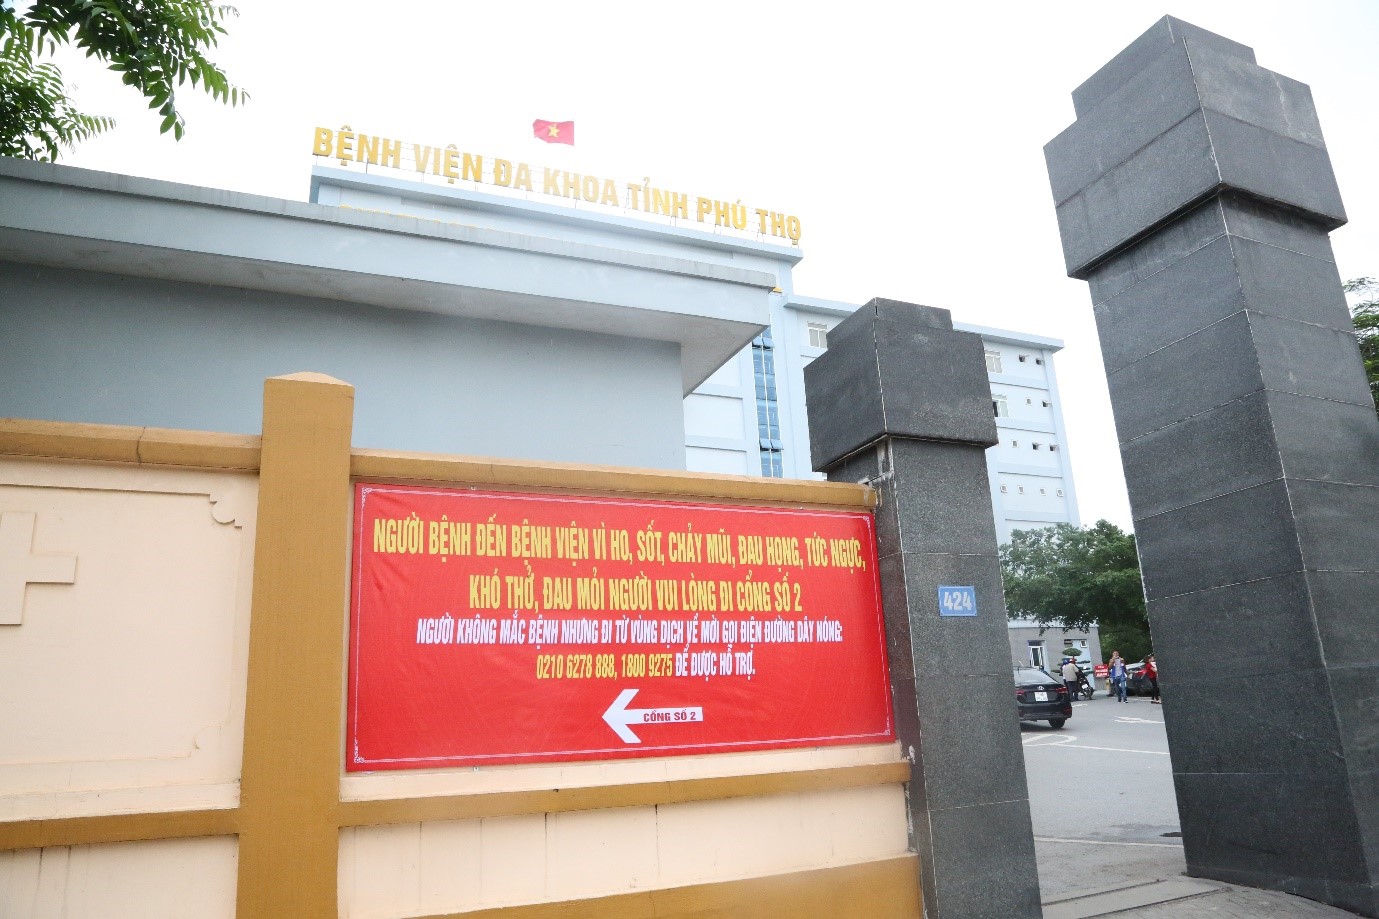 BỆNH VIỆN ĐA KHOA TỈNH PHÚ THỌ
NGƯỜI BỆNH ĐẾN BỆNH VIỆN VÌ HO, SỐT, CHẢY MŨI, ĐAU HỌNG, TỨC NGỰC,
KHÓ THỞ, ĐAU MỎI NGƯỜI VUI LÒNG ĐI CỔNG SỐ 2
NGƯỜI KHÔNG MẮC BỆNH NHƯNG ĐI TỪ VÙNG DỊCH VỀ MỜI GỌI ĐIỆN ĐƯỜNG DÂY NÓNG:
0210 6278 888, 1800 9275 ĐỂ ĐƯỢC HỖ TRỢ.
CỔNG SỐ 2
424